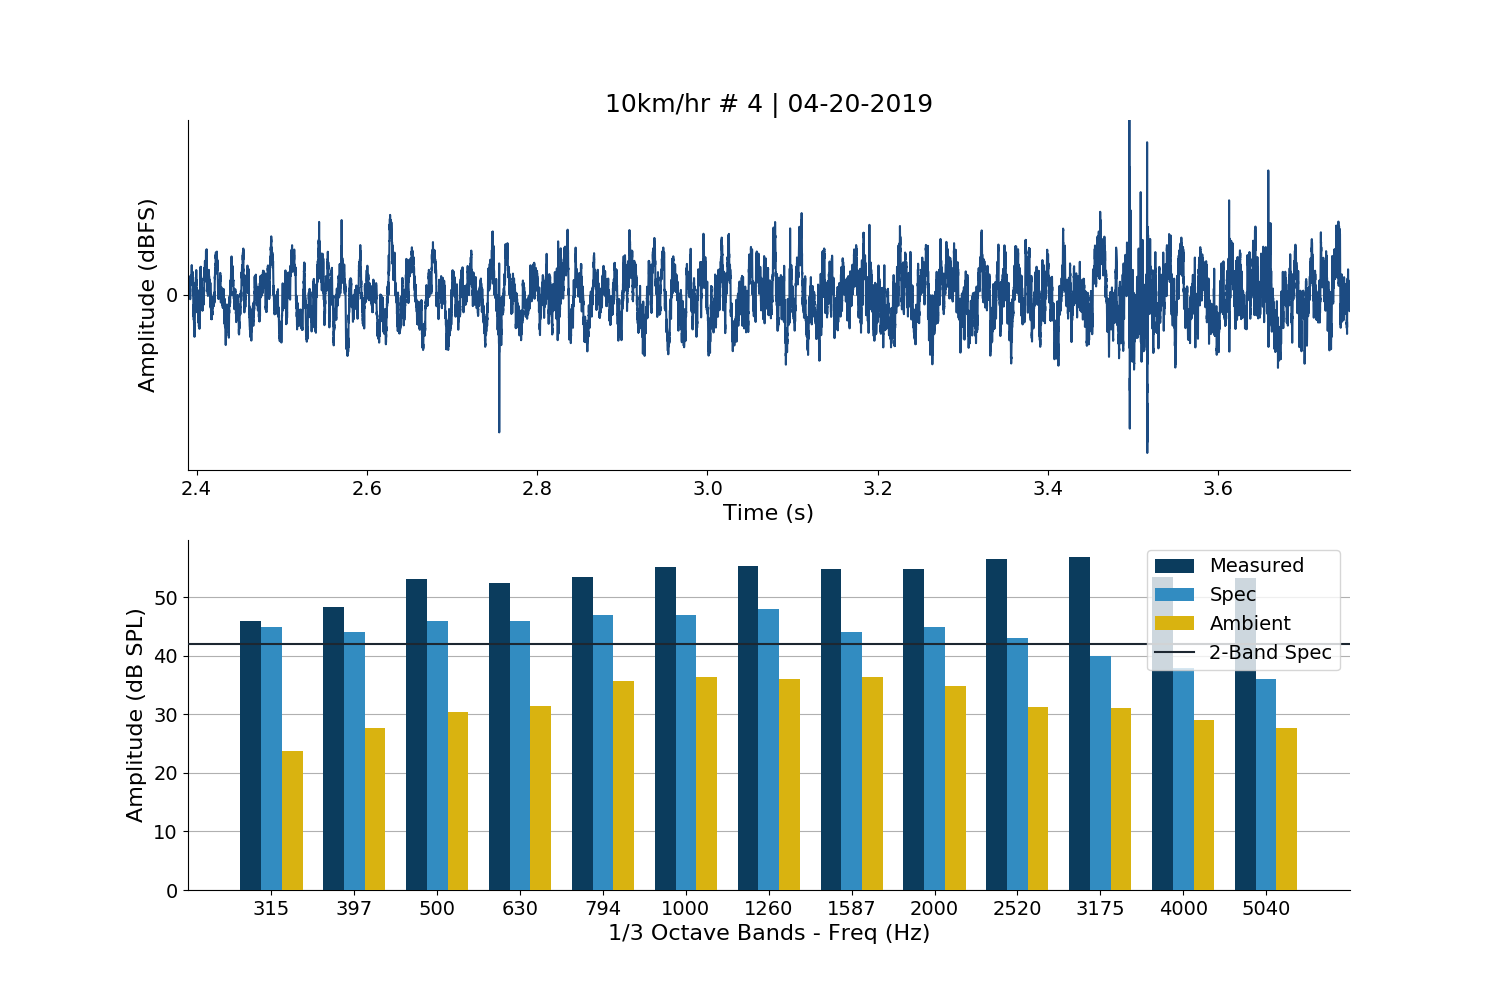 10km/hr # 4 | 04-20-2019
Amplitude (dBFS)
0
2.4 2.6 2.8 3.0 3.2 3.4 3.6
Time (s)
Measured
Spec
Ambient
2-Band Spec
Amplitude (dB SPL)
50
40
30
20
10
0
315 397 500 630 794 1000 1260 1587 2000 2520 3175 4000 5040
1/3 Octave Bands - Freq (Hz)